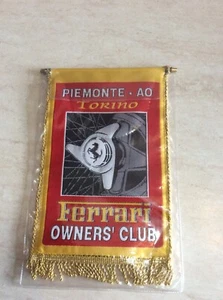 PIEMONTE · AO
TORINO
Ferrari
OWNERS' CLUB